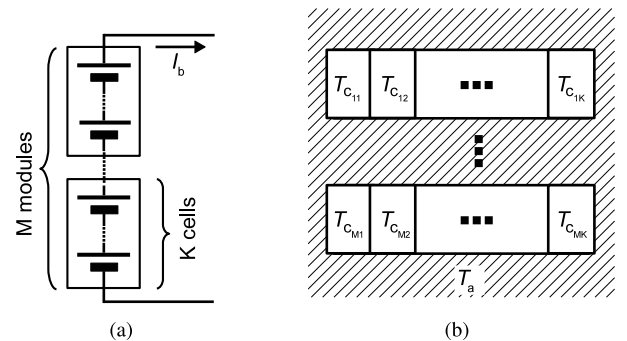 I_b
M modules
K cells
(a)
T_C11 T_C12 T_C1K
T_CM1 T_CM2 T_CMK
T_a
(b)